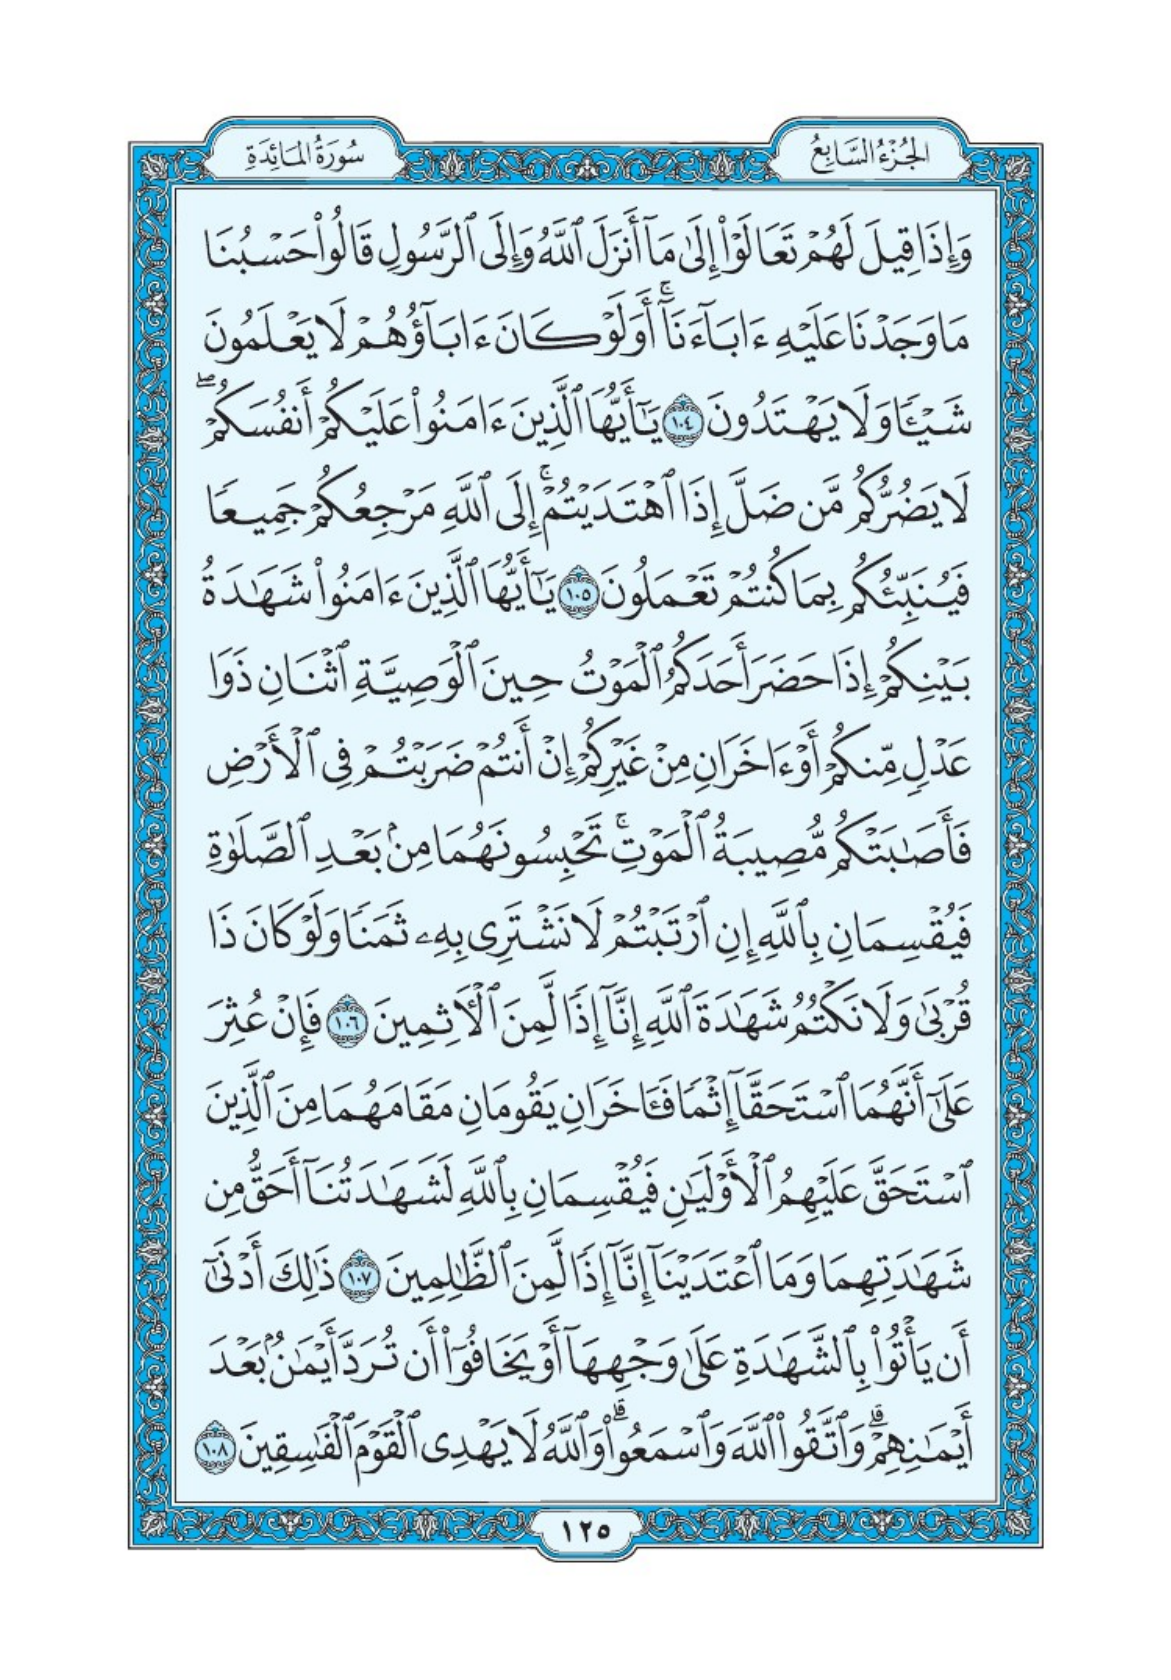 الجُزْءُ السَّابِعُ
سُورَةُ المَائِدَةِ
وَإِذَا قِيلَ لَهُمْ تَعَالَوْا۟ إِلَىٰ مَآ أَنزَلَ ٱللَّهُ وَإِلَى ٱلرَّسُولِ قَالُوا۟ حَسْبُنَا
مَا وَجَدْنَا عَلَيْهِ ءَابَآءَنَآ ۚ أَوَلَوْ كَانَ ءَابَآؤُهُمْ لَا يَعْلَمُونَ
شَيْـًٔا وَلَا يَهْتَدُونَ ١٠٤ يَـٰٓأَيُّهَا ٱلَّذِينَ ءَامَنُوا۟ عَلَيْكُمْ أَنفُسَكُمْ ۖ
لَا يَضُرُّكُم مَّن ضَلَّ إِذَا ٱهْتَدَيْتُمْ ۚ إِلَى ٱللَّهِ مَرْجِعُكُمْ جَمِيعًا
فَيُنَبِّئُكُم بِمَا كُنتُمْ تَعْمَلُونَ ١٠٥ يَـٰٓأَيُّهَا ٱلَّذِينَ ءَامَنُوا۟ شَهَـٰدَةُ
بَيْنِكُمْ إِذَا حَضَرَ أَحَدَكُمُ ٱلْمَوْتُ حِينَ ٱلْوَصِيَّةِ ٱثْنَانِ ذَوَا
عَدْلٍ مِّنكُمْ أَوْ ءَاخَرَانِ مِنْ غَيْرِكُمْ إِنْ أَنتُمْ ضَرَبْتُمْ فِى ٱلْأَرْضِ
فَأَصَـٰبَتْكُم مُّصِيبَةُ ٱلْمَوْتِ ۚ تَحْبِسُونَهُمَا مِنۢ بَعْدِ ٱلصَّلَوٰةِ
فَيُقْسِمَانِ بِٱللَّهِ إِنِ ٱرْتَبْتُمْ لَا نَشْتَرِى بِهِۦ ثَمَنًا وَلَوْ كَانَ ذَا
قُرْبَىٰ وَلَا نَكْتُمُ شَهَـٰدَةَ ٱللَّهِ إِنَّآ إِذًا لَّمِنَ ٱلْـَٔاثِمِينَ ١٠٦ فَإِنْ عُثِرَ
عَلَىٰٓ أَنَّهُمَا ٱسْتَحَقَّآ إِثْمًا فَـَٔاخَرَانِ يَقُومَانِ مَقَامَهُمَا مِنَ ٱلَّذِينَ
ٱسْتَحَقَّ عَلَيْهِمُ ٱلْأَوْلَيَـٰنِ فَيُقْسِمَانِ بِٱللَّهِ لَشَهَـٰدَتُنَآ أَحَقُّ مِن
شَهَـٰدَتِهِمَا وَمَا ٱعْتَدَيْنَآ إِنَّآ إِذًا لَّمِنَ ٱلظَّـٰلِمِينَ ١٠٧ ذَٰلِكَ أَدْنَىٰٓ
أَن يَأْتُوا۟ بِٱلشَّهَـٰدَةِ عَلَىٰ وَجْهِهَآ أَوْ يَخَافُوٓا۟ أَن تُرَدَّ أَيْمَـٰنٌۢ بَعْدَ
أَيْمَـٰنِهِمْ ۗ وَٱتَّقُوا۟ ٱللَّهَ وَٱسْمَعُوا۟ ۗ وَٱللَّهُ لَا يَهْدِى ٱلْقَوْمَ ٱلْفَـٰسِقِينَ ١٠٨
١٢٥